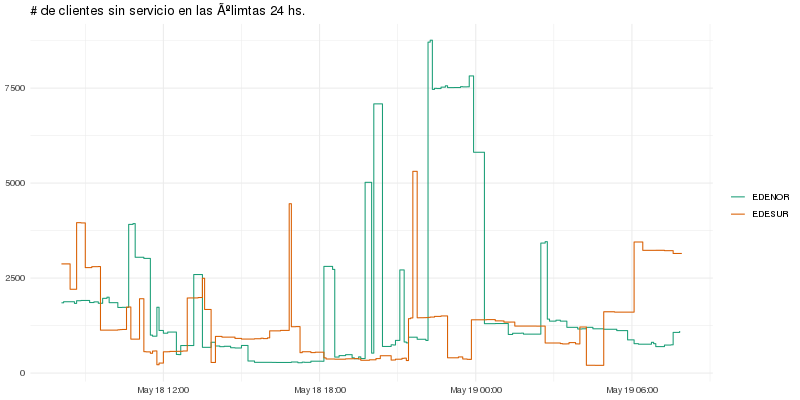 # de clientes sin servicio en las Ãºlimtas 24 hs.
7500
5000
2500
0
May 18 12:00
May 18 18:00
May 19 00:00
May 19 06:00
EDENOR
EDESUR